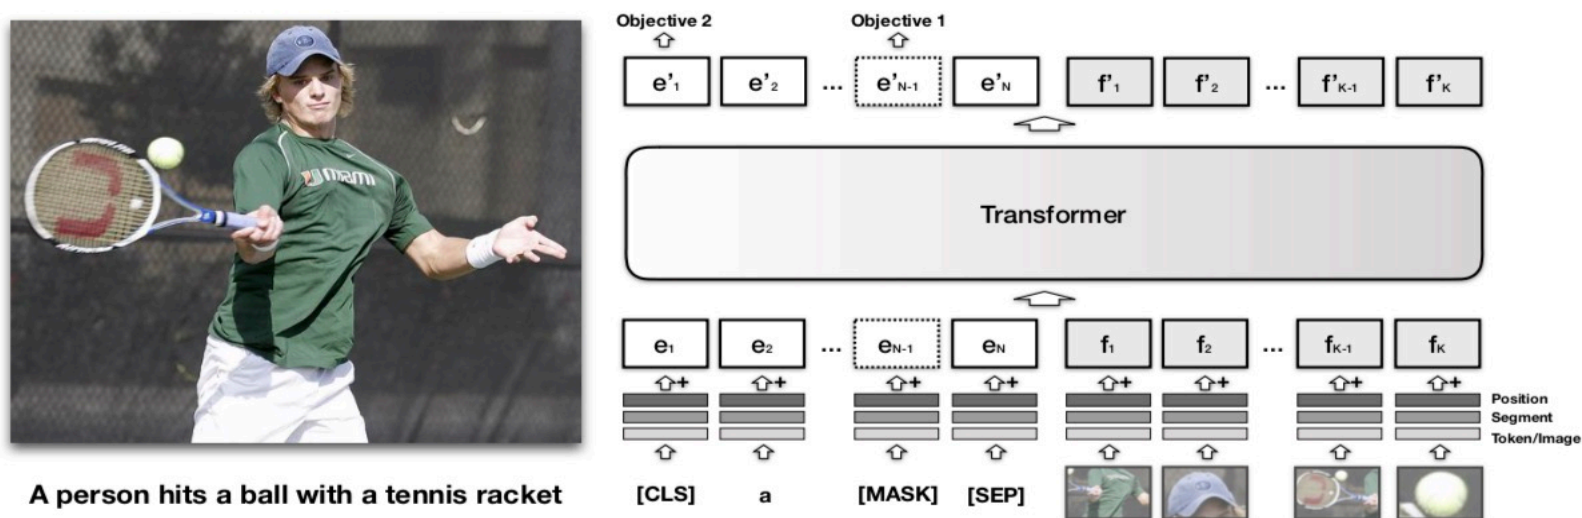 Objective 2
Objective 1
e'1 e'2 ... e'N-1 e'N f'1 f'2 ... f'K-1 f'K
Transformer
e1 e2 ... eN-1 eN f1 f2 ... fK-1 fK
+ + + + + + + +
Position
Segment
Token/Image
[CLS] a [MASK] [SEP]
U miami
A person hits a ball with a tennis racket